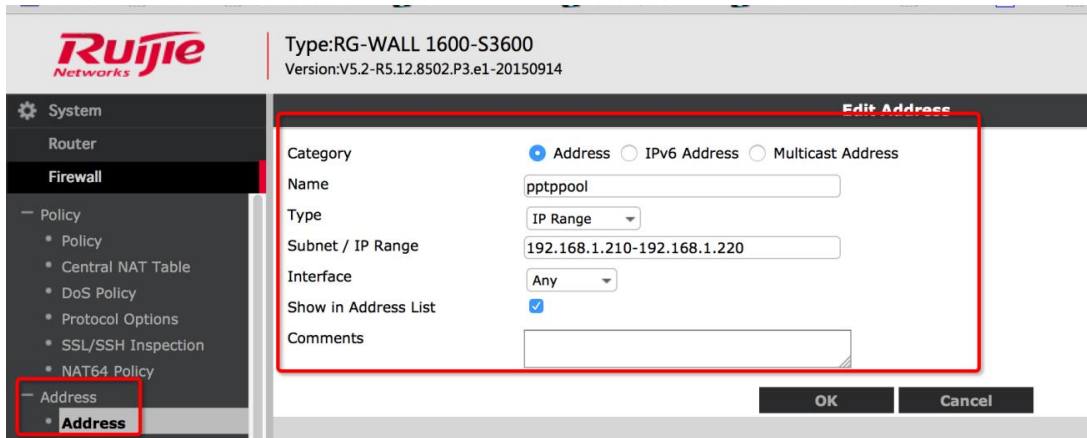 Ruijie
Networks
Type:RG-WALL 1600-S3600
Version:V5.2-R5.12.8502.P3.e1-20150914
System
Router
Firewall
Policy
Policy
Central NAT Table
DoS Policy
Protocol Options
SSL/SSH Inspection
NAT64 Policy
Address
Address
Edit Address
Category Address IPv6 Address Multicast Address
Name pptppool
Type IP Range
Subnet / IP Range 192.168.1.210-192.168.1.220
Interface Any
Show in Address List
Comments
OK Cancel